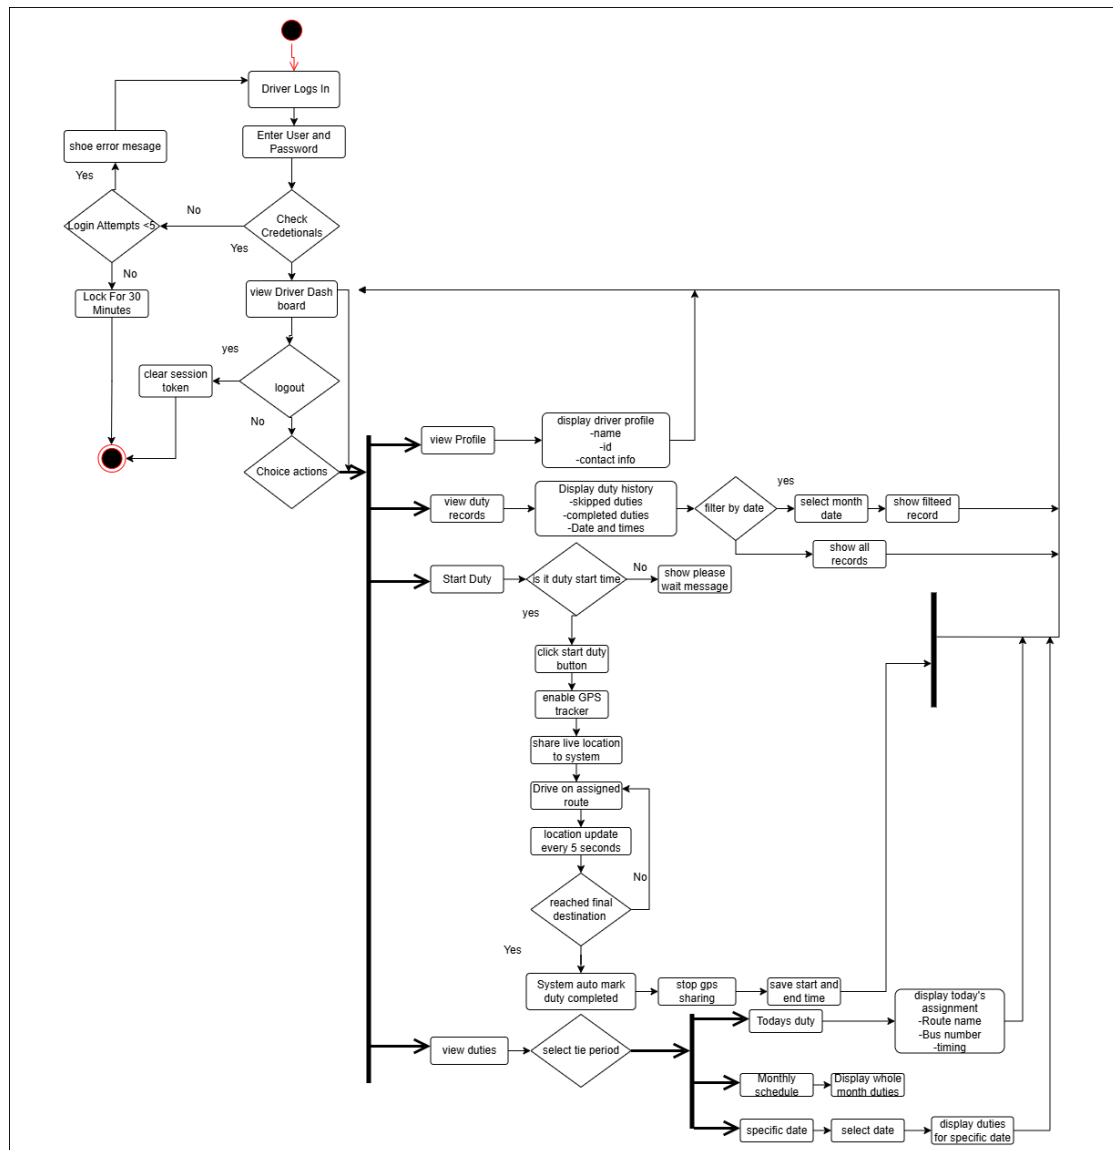 Driver Logs In
Enter User and
Password
shoe error mesage
Yes
Login Attempts <5
No
Check
Credetionals
Yes
No
Lock For 30
Minutes
view Driver Dash
board
yes
clear session
token
logout
No
Choice actions
view Profile
display driver profile
-name
-id
-contact info
view duty
records
Display duty history
-skipped duties
-completed duties
-Date and times
filter by date
yes
select month
date
show filteed
record
show all
records
Start Duty
is it duty start time
No
show please
wait message
yes
click start duty
button
enable GPS
tracker
share live location
to system
Drive on assigned
route
location update
every 5 seconds
No
reached final
destination
Yes
System auto mark
duty completed
stop gps
sharing
save start and
end time
view duties
select tie period
Todays duty
display today's
assignment
-Route name
-Bus number
-timing
Monthly
schedule
Display whole
month duties
specific date
select date
display duties
for specific date